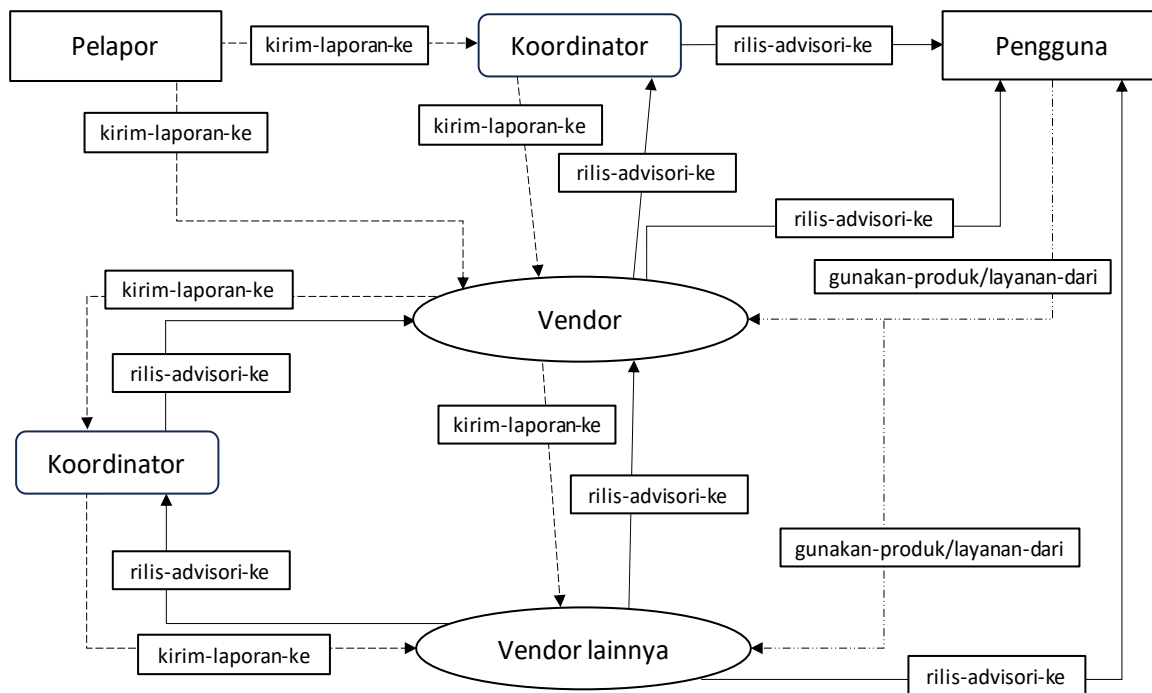 Pelapor
kirim-laporan-ke
Koordinator
rilis-advisori-ke
Pengguna
kirim-laporan-ke
kirim-laporan-ke
rilis-advisori-ke
rilis-advisori-ke
gunakan-produk/layanan-dari
kirim-laporan-ke
Vendor
rilis-advisori-ke
kirim-laporan-ke
Koordinator
rilis-advisori-ke
gunakan-produk/layanan-dari
rilis-advisori-ke
kirim-laporan-ke
Vendor lainnya
rilis-advisori-ke